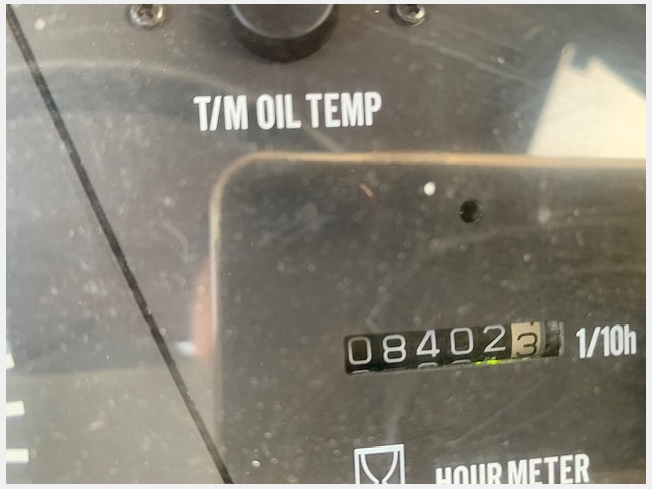 T/M OIL TEMP
084023 1/10h
HOUR METER